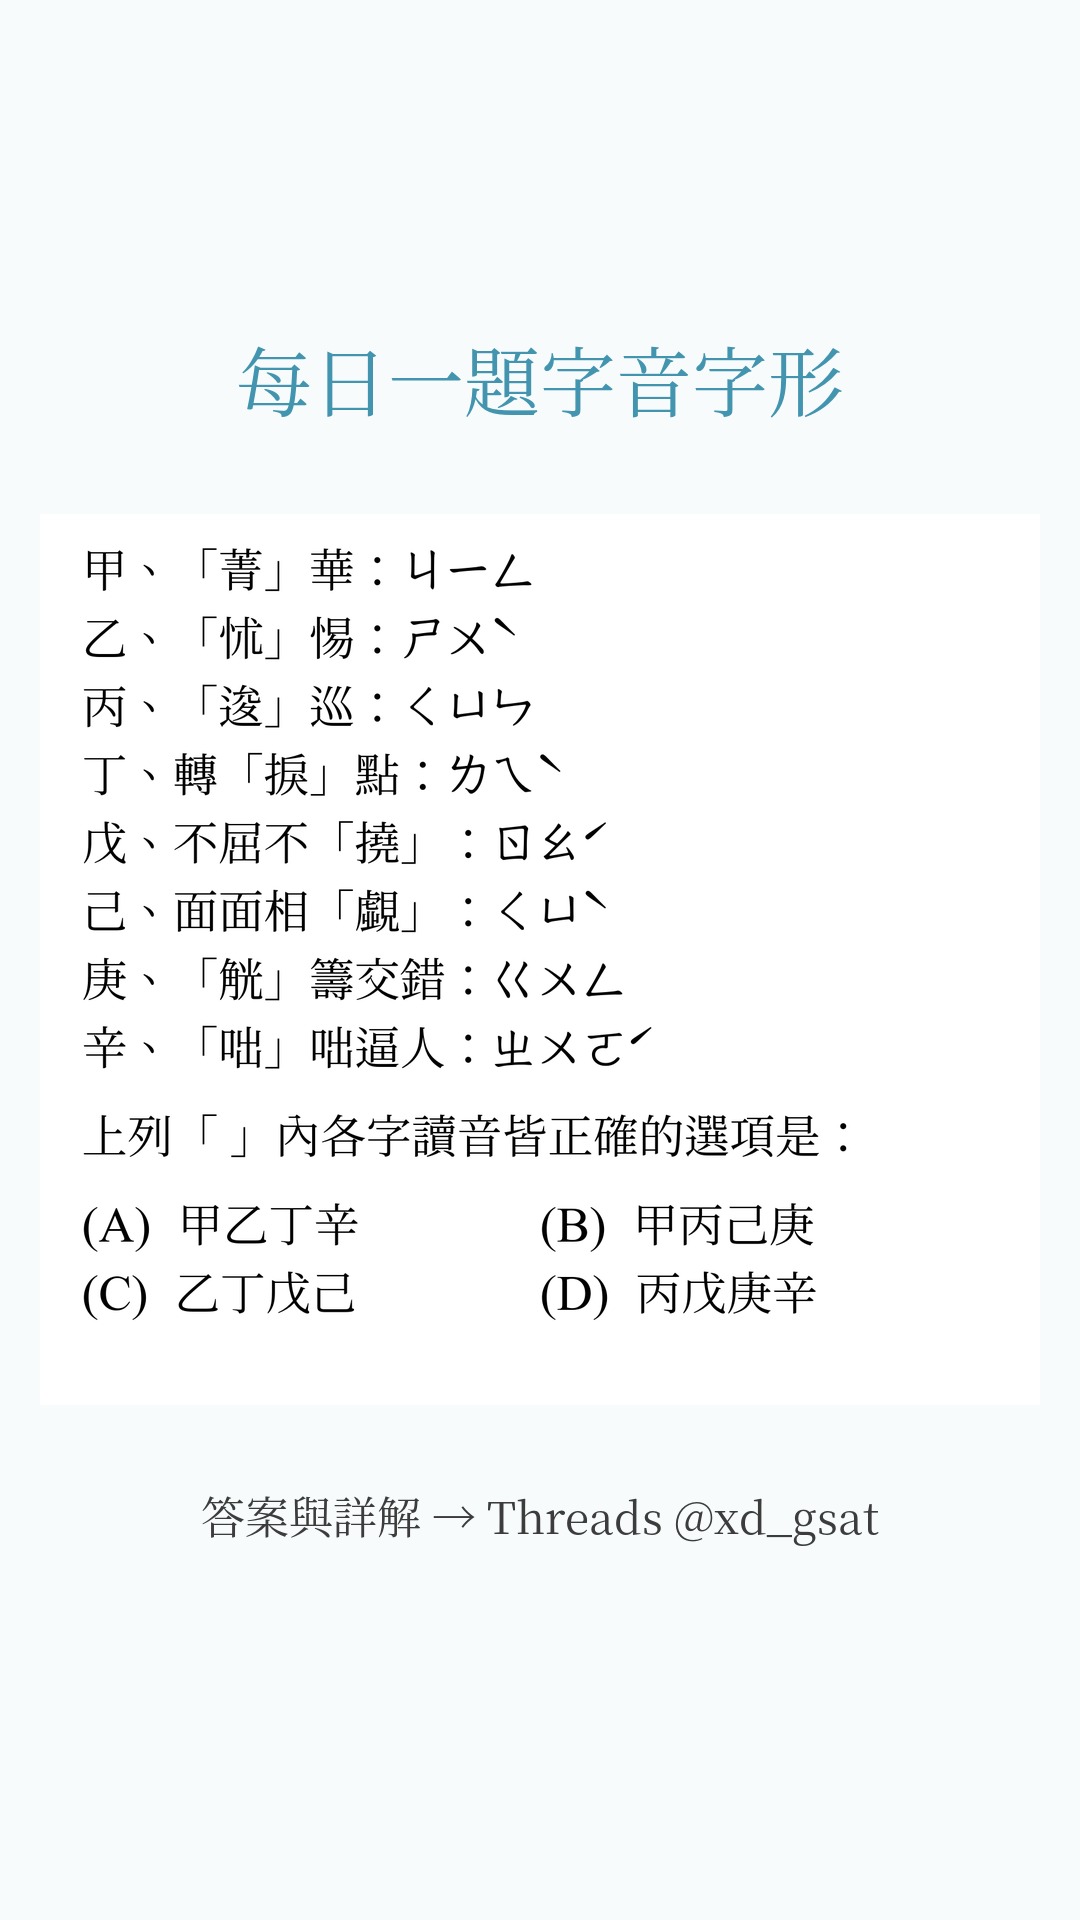 每日一題字音字形
甲、「菁」華：ㄐㄧㄥ
乙、「怵」惕：ㄕㄨˋ
丙、「逡」巡：ㄑㄩㄣ
丁、轉「捩」點：ㄌㄟˋ
戊、不屈不「撓」：ㄖㄠˊ
己、面面相「覷」：ㄑㄩˋ
庚、「觥」籌交錯：ㄍㄨㄥ
辛、「咄」咄逼人：ㄓㄨㄛˊ
上列「 」內各字讀音皆正確的選項是：
(A) 甲乙丁辛 (B) 甲丙己庚
(C) 乙丁戊己 (D) 丙戊庚辛
答案與詳解 → Threads @xd_gsat